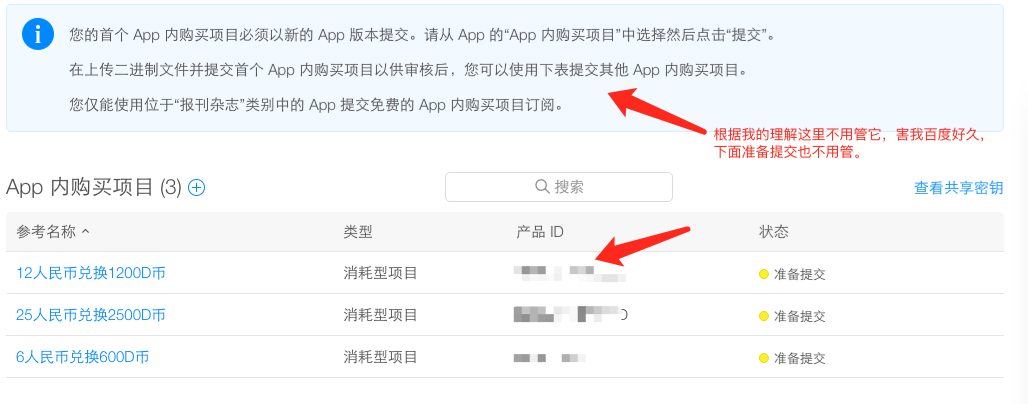 您的首个 App 内购买项目必须以新的 App 版本提交。请从 App 的“App 内购买项目”中选择然后点击“提交”。
在上传二进制文件并提交首个 App 内购买项目以供审核后，您可以使用下表提交其他 App 内购买项目。
您仅能使用位于“报刊杂志”类别中的 App 提交免费的 App 内购买项目订阅。
根据我的理解这里不用管它，害我百度好久，
下面准备提交也不用管。
App 内购买项目 (3)
搜索
查看共享密钥
参考名称 类型 产品 ID 状态
12人民币兑换1200D币 消耗型项目 准备提交
25人民币兑换2500D币 消耗型项目 准备提交
6人民币兑换600D币 消耗型项目 准备提交